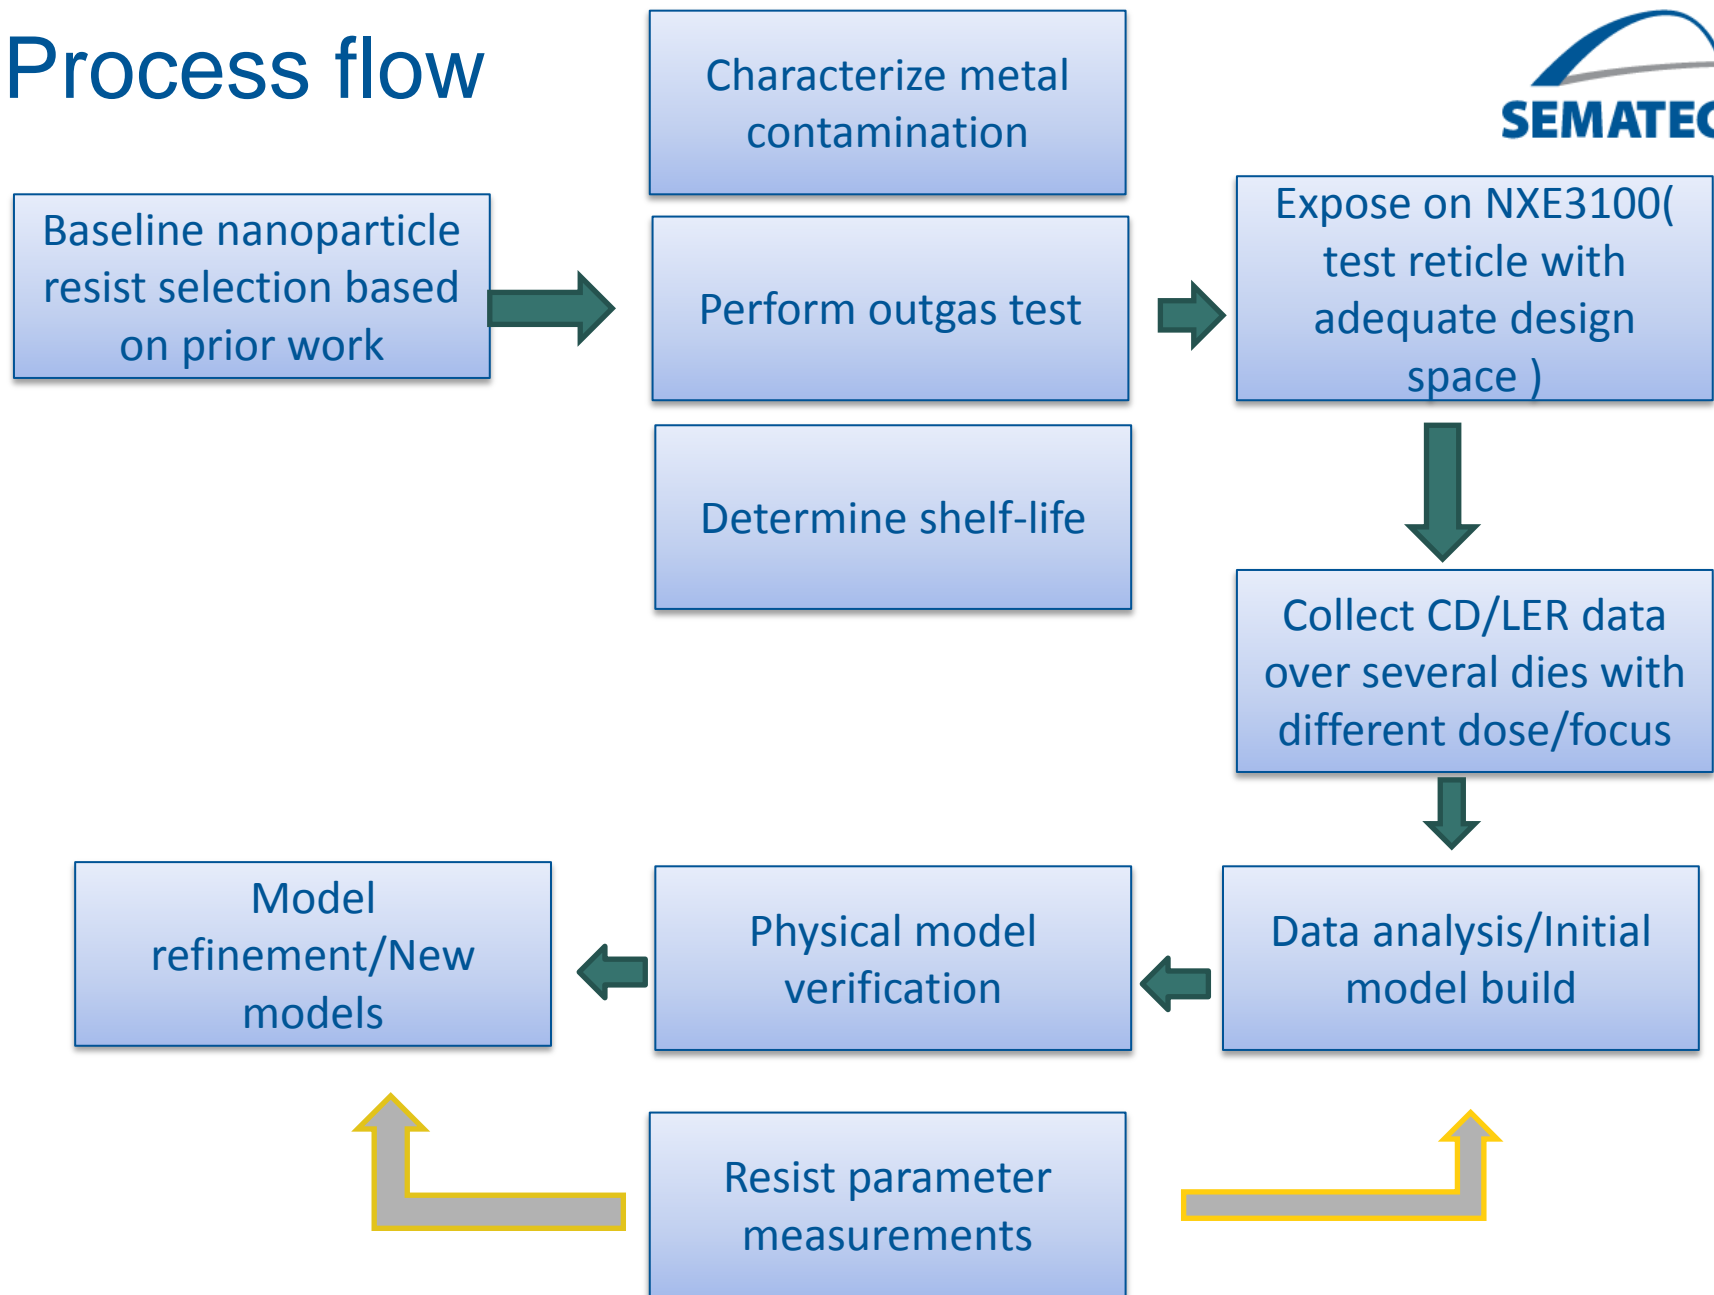 Process flow
SEMATEC
Characterize metal
contamination
Baseline nanoparticle
resist selection based
on prior work
Perform outgas test
Expose on NXE3100(
test reticle with
adequate design
space )
Determine shelf-life
Collect CD/LER data
over several dies with
different dose/focus
Data analysis/Initial
model build
Physical model
verification
Model
refinement/New
models
Resist parameter
measurements